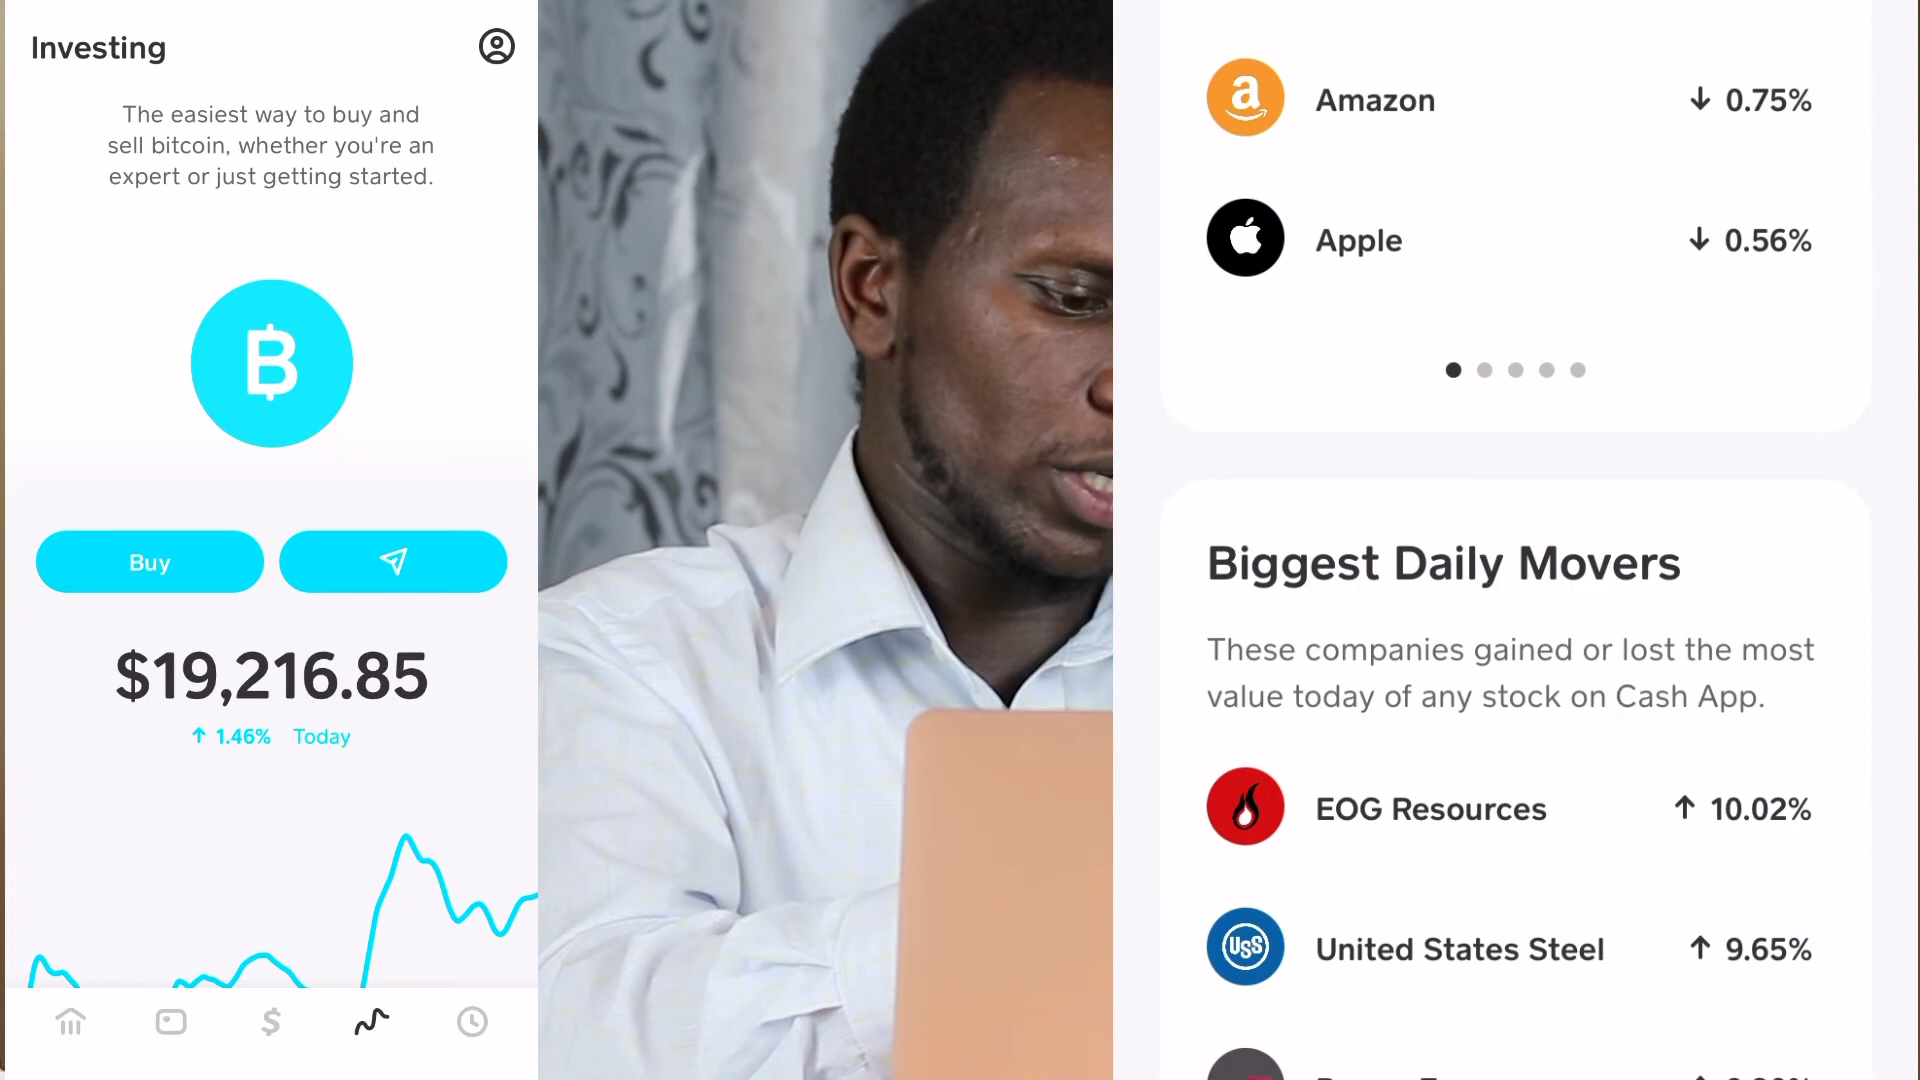 Investing
The easiest way to buy and
sell bitcoin, whether you're an
expert or just getting started.
Buy
$19,216.85
↑ 1.46% Today
Amazon ↓ 0.75%
Apple ↓ 0.56%
Biggest Daily Movers
These companies gained or lost the most
value today of any stock on Cash App.
EOG Resources ↑ 10.02%
USS United States Steel ↑ 9.65%